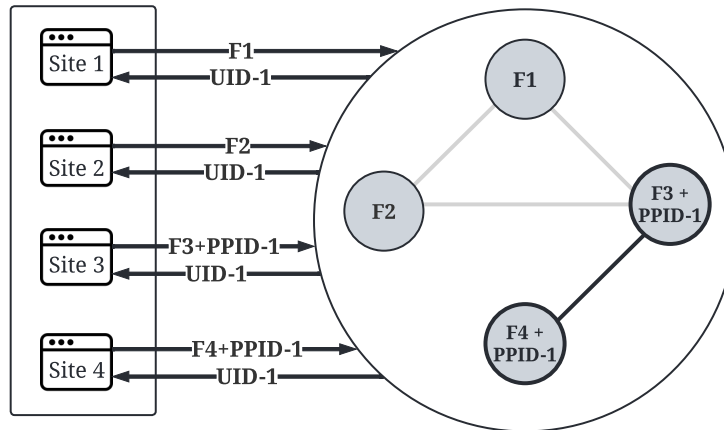 Site 1
F1
UID-1
Site 2
F2
UID-1
Site 3
F3+PPID-1
UID-1
Site 4
F4+PPID-1
UID-1
F1
F2
F3 +
PPID-1
F4 +
PPID-1